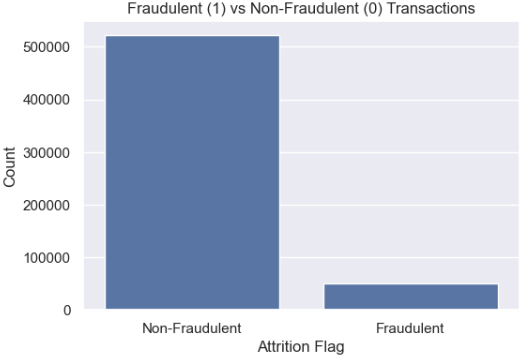 Fraudulent (1) vs Non-Fraudulent (0) Transactions
500000
400000
300000
200000
100000
0
Count
Non-Fraudulent
Fraudulent
Attrition Flag